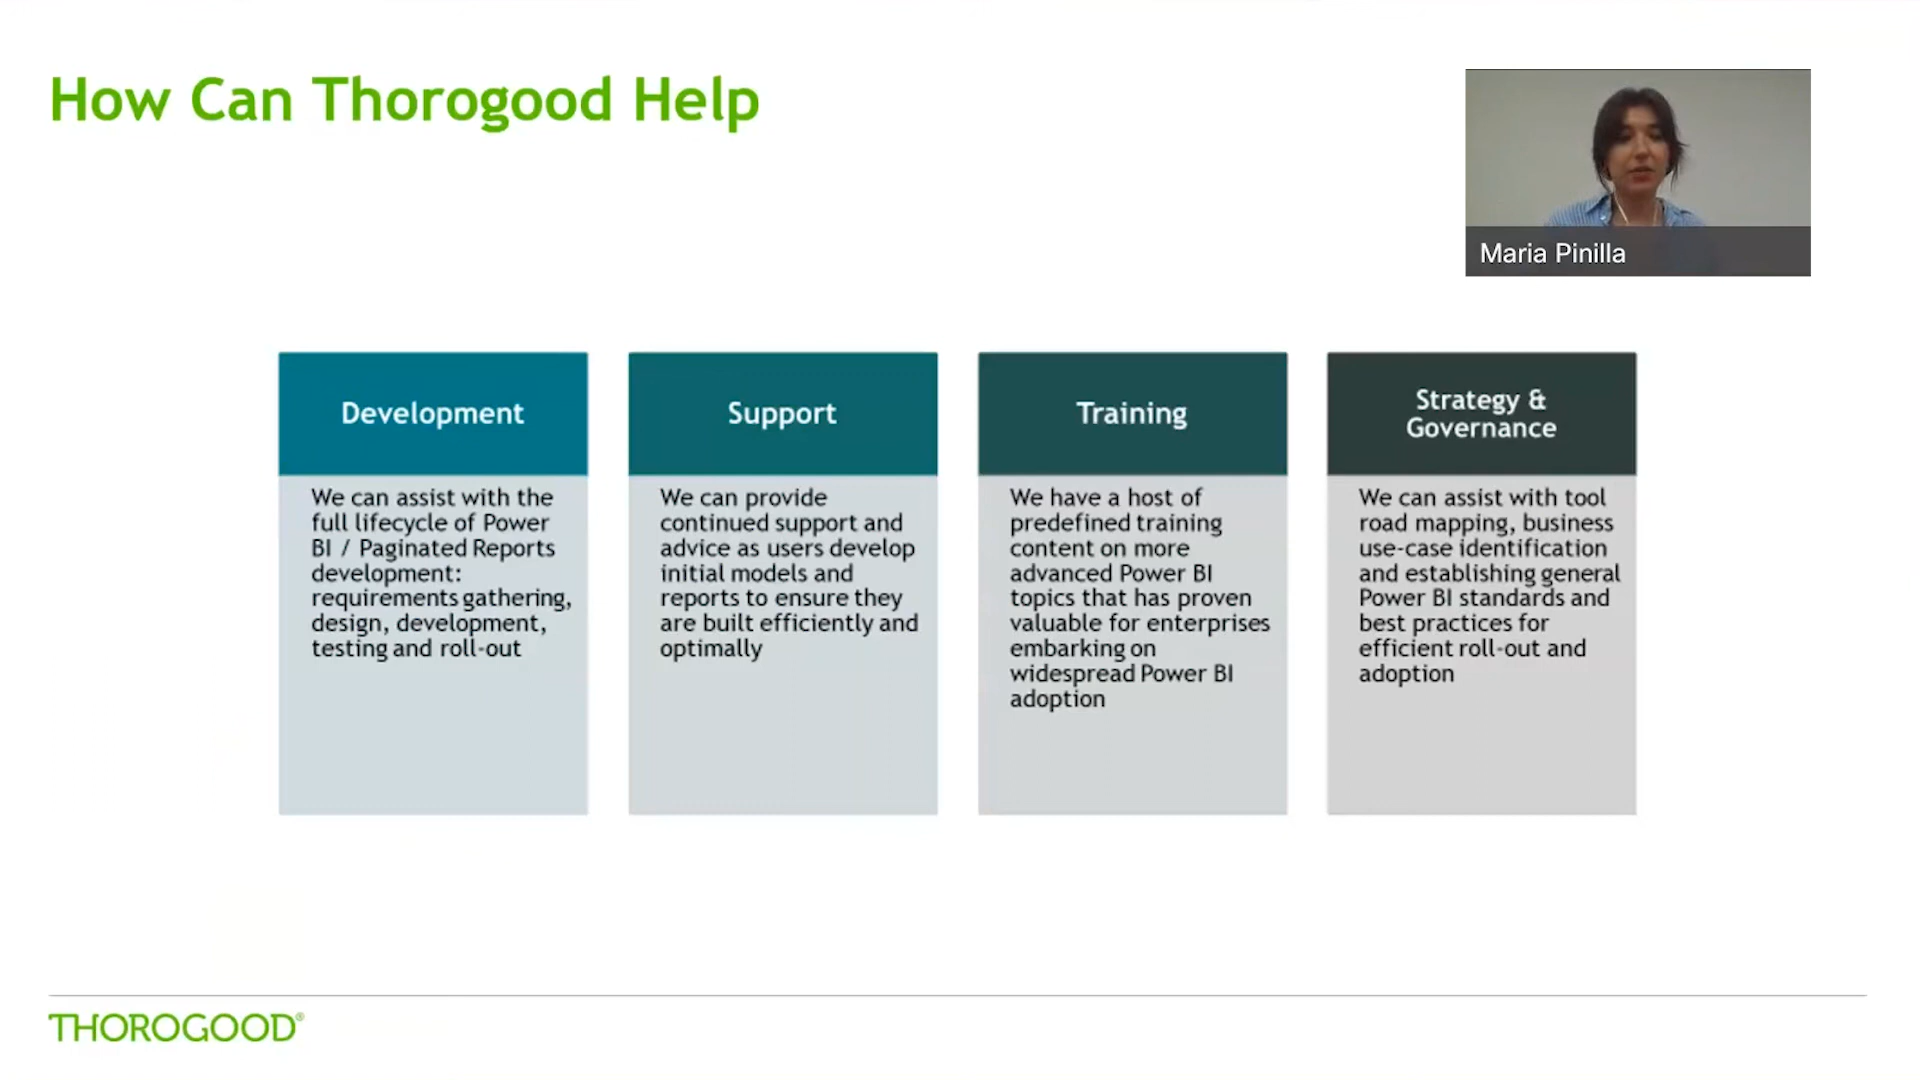 How Can Thorogood Help
Maria Pinilla
Development
We can assist with the
full lifecycle of Power
BI / Paginated Reports
development:
requirements gathering,
design, development,
testing and roll-out
Support
We can provide
continued support and
advice as users develop
initial models and
reports to ensure they
are built efficiently and
optimally
Training
We have a host of
predefined training
content on more
advanced Power BI
topics that has proven
valuable for enterprises
embarking on
widespread Power BI
adoption
Strategy &
Governance
We can assist with tool
road mapping, business
use-case identification
and establishing general
Power BI standards and
best practices for
efficient roll-out and
adoption
THOROGOOD®